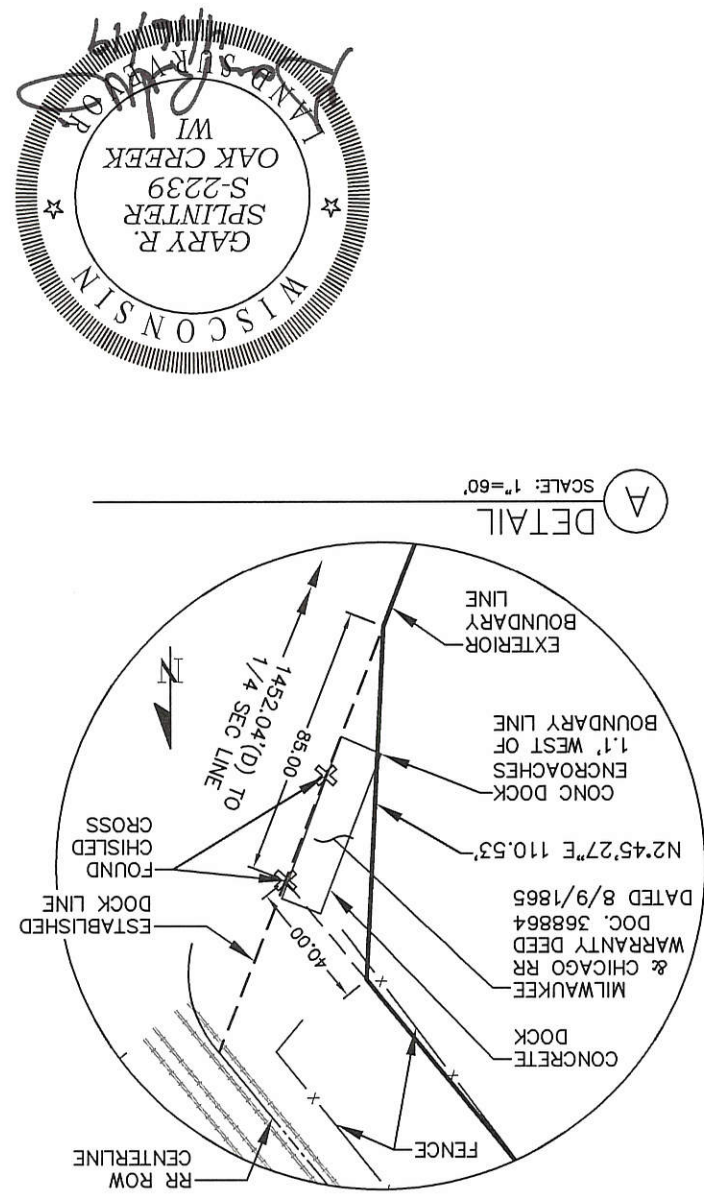 RR ROW
CENTERLINE
FENCE
X
X
X
CONCRETE
DOCK
MILWAUKEE
& CHICAGO RR
WARRANTY DEED
DOC. 368864
DATED 8/9/1865
N2°45'27"E 110.53'
CONC DOCK
ENCROACHES
1.1' WEST OF
BOUNDARY LINE
EXTERIOR
BOUNDARY
LINE
40.00
85.00
1452.04'(D) TO
1/4 SEC LINE
ESTABLISHED
DOCK LINE
FOUND
CHISLED
CROSS
N
A
DETAIL
SCALE: 1"=60'
WISCONSIN
GARY R.
SPLINTER
S-2239
OAK CREEK
WI
LAND SURVEYOR